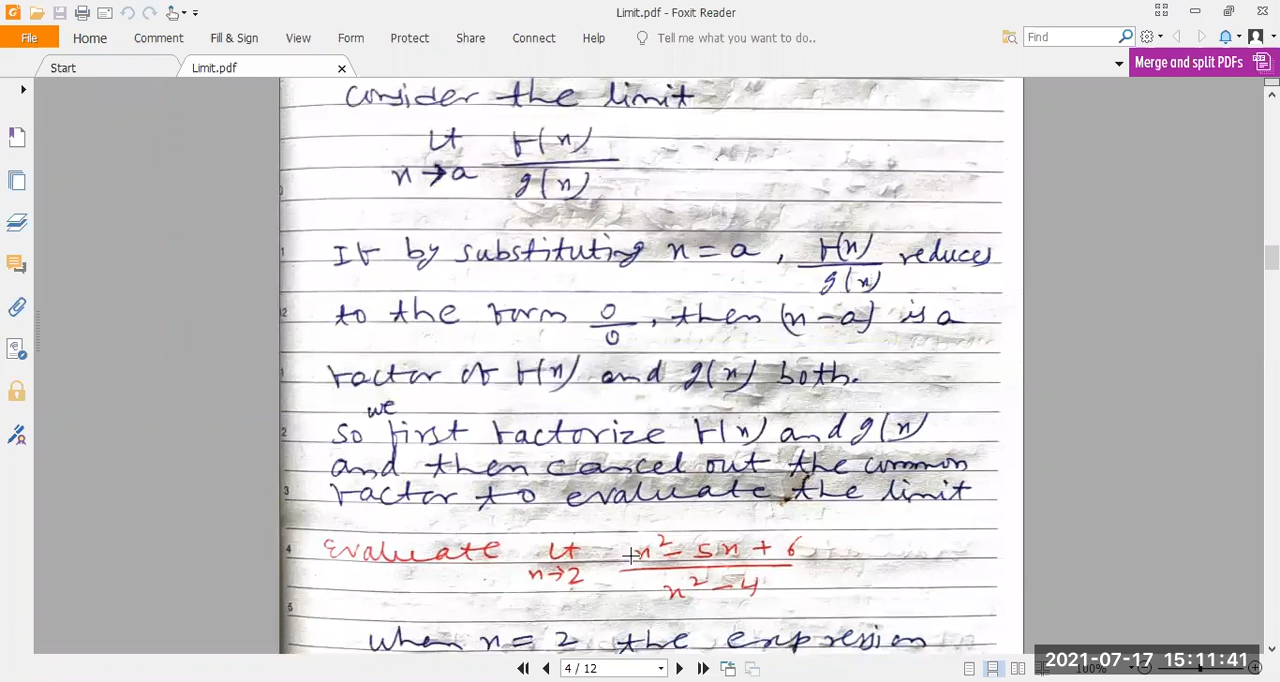 Limit.pdf - Foxit Reader
File Home Comment Fill & Sign View Form Protect Share Connect Help Tell me what you want to do.. Find
Start Limit.pdf Merge and split PDFs
Consider the limit
lt f(x)
x→a g(x)
If by substituting x = a, f(x) reduces
g(x)
to the form 0/0, then (x-a) is a
factor of f(x) and g(x) both.
we
so first factorize f(x) and g(x)
and then cancel out the common
factor to evaluate the limit
Evaluate lt x² - 5x + 6
x→2 x² - 4
when x = 2 the expression
4 / 12
100%
2021-07-17 15:11:41